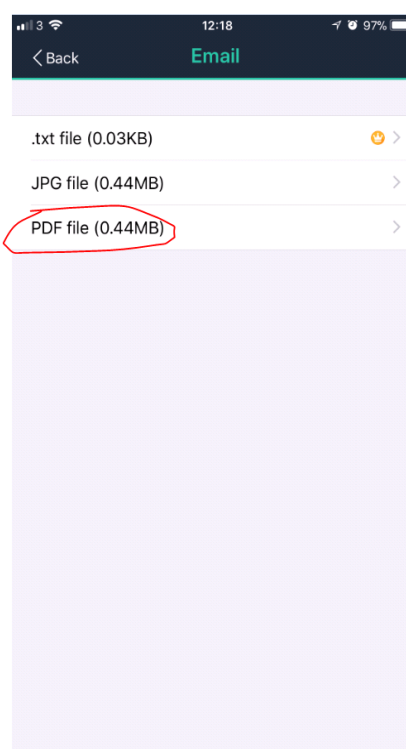 3 12:18 97%
Back Email
.txt file (0.03KB)
JPG file (0.44MB)
PDF file (0.44MB)